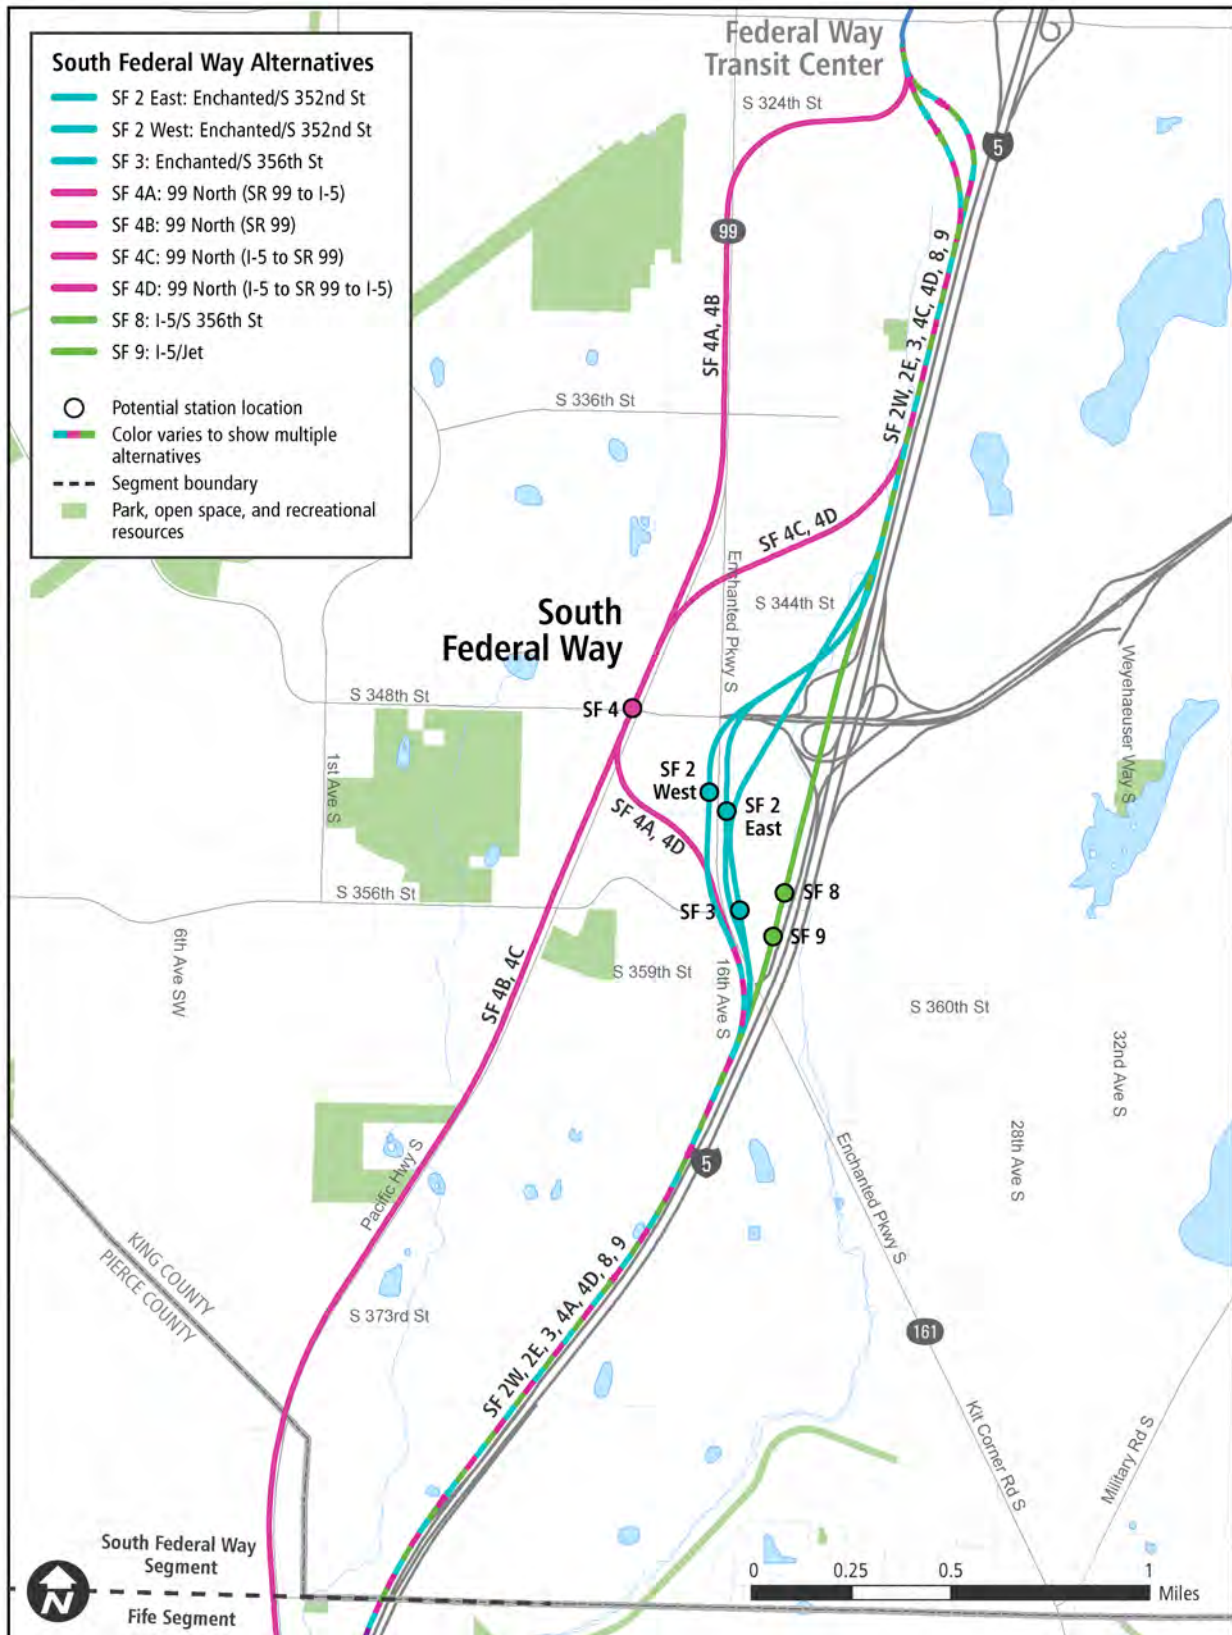 South Federal Way Alternatives
SF 2 East: Enchanted/S 352nd St
SF 2 West: Enchanted/S 352nd St
SF 3: Enchanted/S 356th St
SF 4A: 99 North (SR 99 to I-5)
SF 4B: 99 North (SR 99)
SF 4C: 99 North (I-5 to SR 99)
SF 4D: 99 North (I-5 to SR 99 to I-5)
SF 8: I-5/S 356th St
SF 9: I-5/Jet
Potential station location
Color varies to show multiple
alternatives
Segment boundary
Park, open space, and recreational
resources
Federal Way
Transit Center
S 324th St
5
99
SF 4A, 4B
SF 2W, 2E, 3, 4C, 4D, 8, 9
S 336th St
SF 4C, 4D
Enchanted Pkwy S
S 344th St
South
Federal Way
Weyehaeuser Way S
S 348th St
SF 4
1st Ave S
SF 2
West
SF 2
East
SF 4A, 4D
S 356th St
SF 8
SF 3
SF 9
6th Ave SW
SF 4B, 4C
S 359th St
16th Ave S
S 360th St
32nd Ave S
28th Ave S
5
Enchanted Pkwy S
Pacific Hwy S
KING COUNTY
PIERCE COUNTY
S 373rd St
SF 2W, 2E, 3, 4A, 4D, 8, 9
161
Kit Corner Rd S
Military Rd S
South Federal Way
Segment
N
Fife Segment
0 0.25 0.5 1
Miles